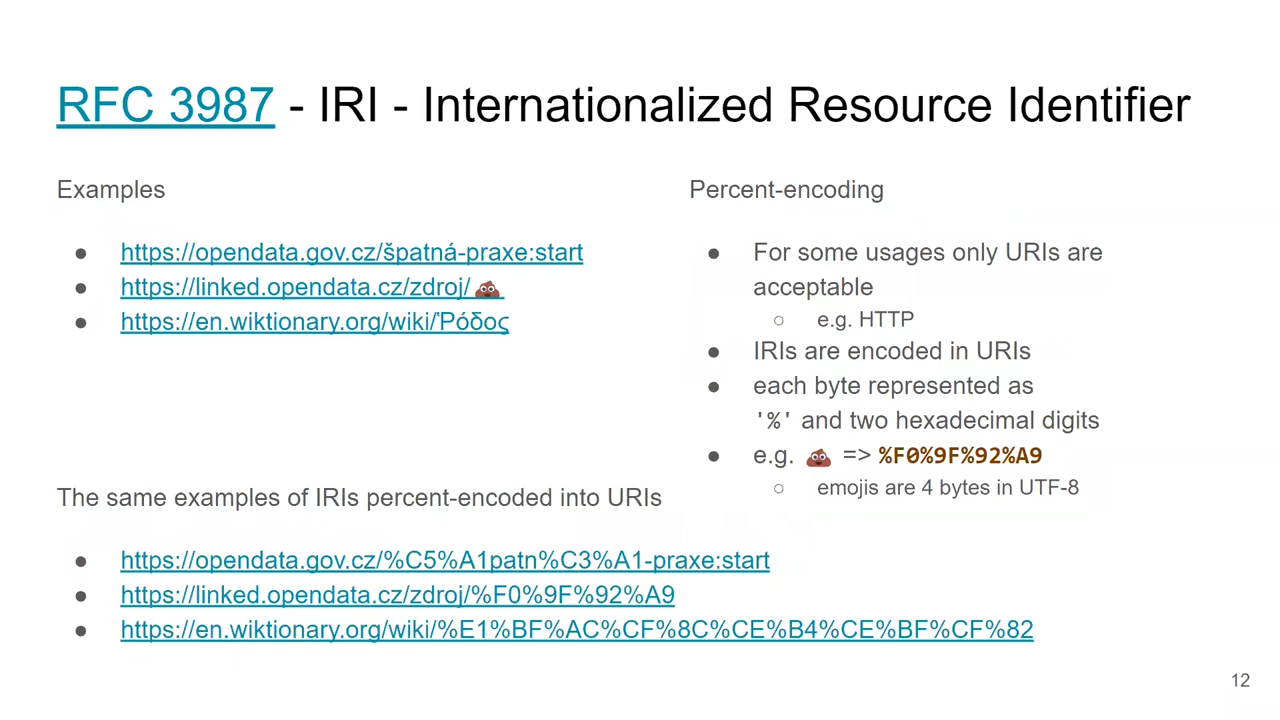 RFC 3987 - IRI - Internationalized Resource Identifier
Examples
● https://opendata.gov.cz/špatná-praxe:start
● https://linked.opendata.cz/zdroj/💩
● https://en.wiktionary.org/wiki/Ῥόδος
Percent-encoding
● For some usages only URIs are
acceptable
○ e.g. HTTP
● IRIs are encoded in URIs
● each byte represented as
'%' and two hexadecimal digits
● e.g. 💩 => %F0%9F%92%A9
○ emojis are 4 bytes in UTF-8
The same examples of IRIs percent-encoded into URIs
● https://opendata.gov.cz/%C5%A1patn%C3%A1-praxe:start
● https://linked.opendata.cz/zdroj/%F0%9F%92%A9
● https://en.wiktionary.org/wiki/%E1%BF%AC%CF%8C%CE%B4%CE%BF%CF%82
12